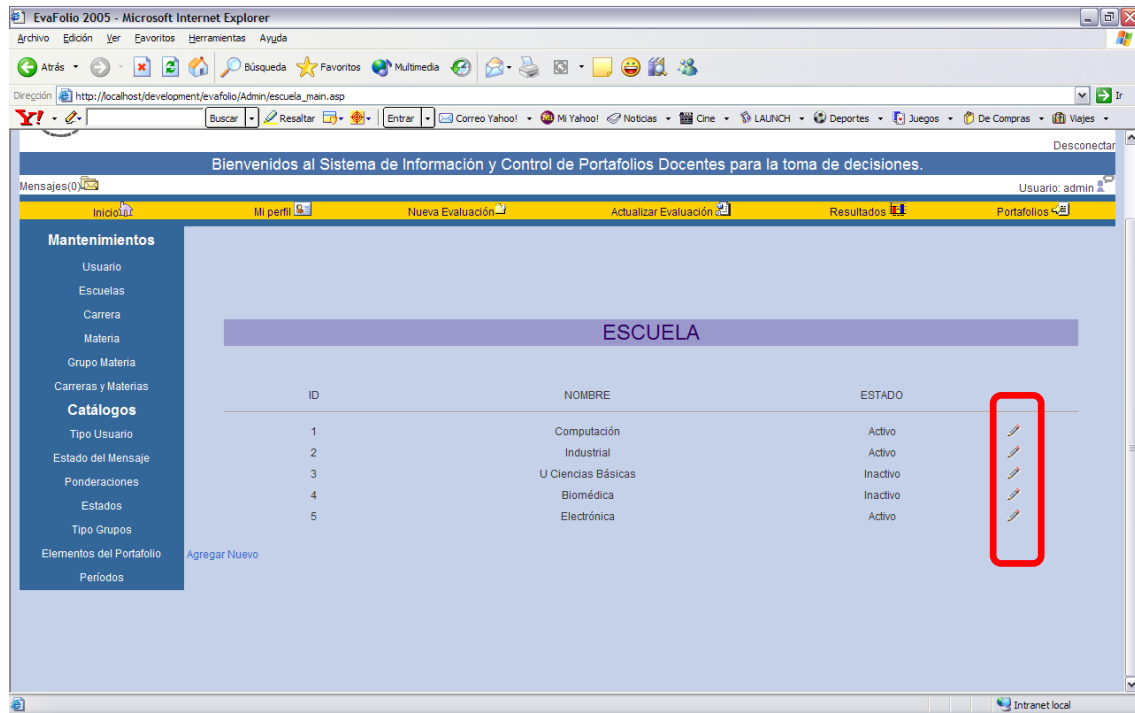 EvaFolio 2005 - Microsoft Internet Explorer
Archivo Edición Ver Favoritos Herramientas Ayuda
Atrás Búsqueda Favoritos Multimedia
Dirección http://localhost/development/evafolio/Admin/escuela_main.asp Ir
Y! Buscar Resaltar Entrar Correo Yahoo! Mi Yahoo! Noticias Cine LAUNCH Deportes Juegos De Compras Viajes
Desconectar
Bienvenidos al Sistema de Información y Control de Portafolios Docentes para la toma de decisiones.
Mensajes(0) Usuario: admin
Inicio Mi perfil Nueva Evaluación Actualizar Evaluación Resultados Portafolios
Mantenimientos
Usuario
Escuelas
Carrera
Materia
Grupo Materia
Carreras y Materias
Catálogos
Tipo Usuario
Estado del Mensaje
Ponderaciones
Estados
Tipo Grupos
Elementos del Portafolio
Períodos
ESCUELA
ID NOMBRE ESTADO
1 Computación Activo
2 Industrial Activo
3 U Ciencias Básicas Inactivo
4 Biomédica Inactivo
5 Electrónica Activo
Agregar Nuevo
Intranet local